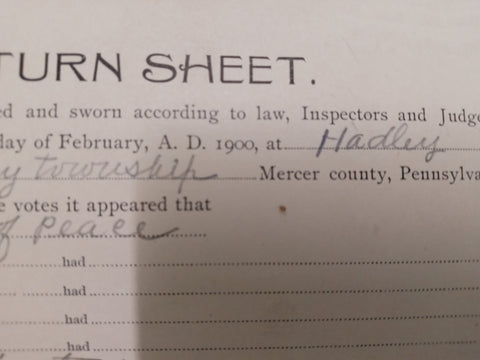 TURN SHEET.
ed and sworn according to law, Inspectors and Judge
day of February, A. D. 1900, at Hadley
y township Mercer county, Pennsylva
e votes it appeared that
of Peace
had
had
had
had